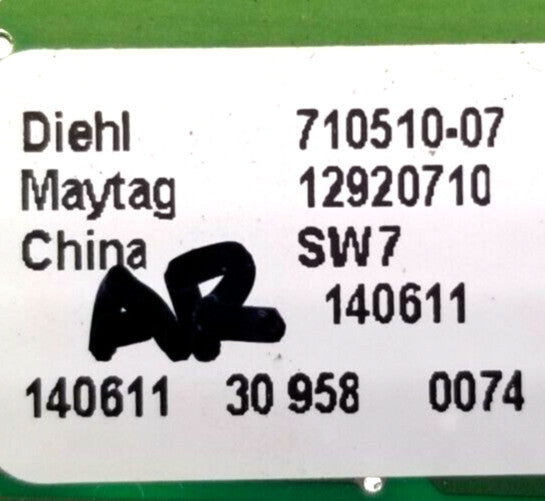 Diehl 710510-07
Maytag 12920710
China SW7
AR
140611
140611 30 958 0074